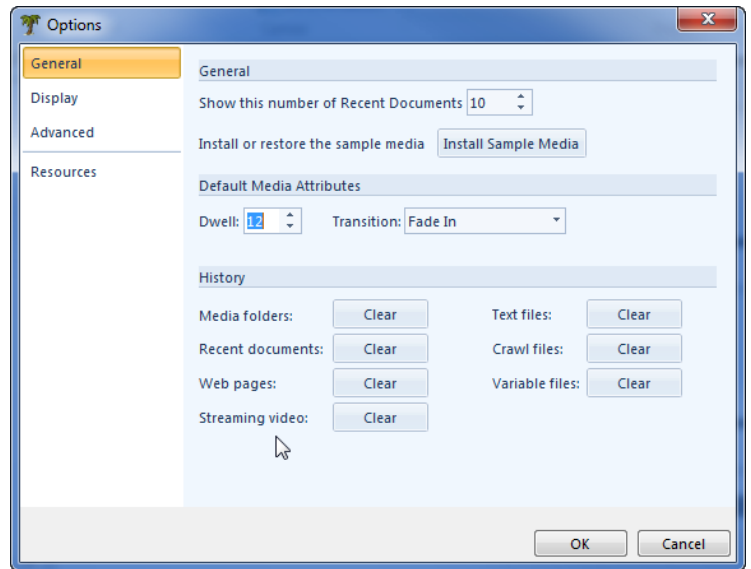 Options
General
Display
Advanced
Resources
General
Show this number of Recent Documents 10
Install or restore the sample media Install Sample Media
Default Media Attributes
Dwell: 12 Transition: Fade In
History
Media folders: Clear Text files: Clear
Recent documents: Clear Crawl files: Clear
Web pages: Clear Variable files: Clear
Streaming video: Clear
OK Cancel